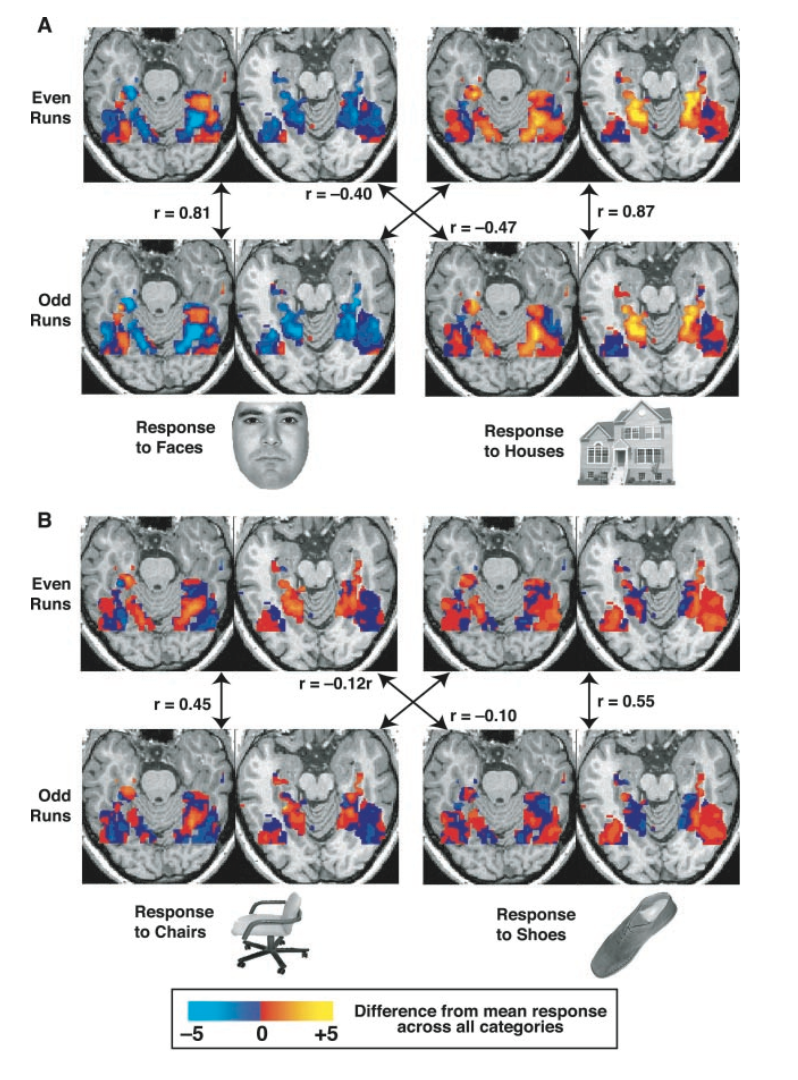 A
Even
Runs
r = 0.81
r = –0.40
r = –0.47
r = 0.87
Odd
Runs
Response
to Faces
Response
to Houses
B
Even
Runs
r = 0.45
r = –0.12r
r = –0.10
r = 0.55
Odd
Runs
Response
to Chairs
Response
to Shoes
–5 0 +5
Difference from mean response
across all categories